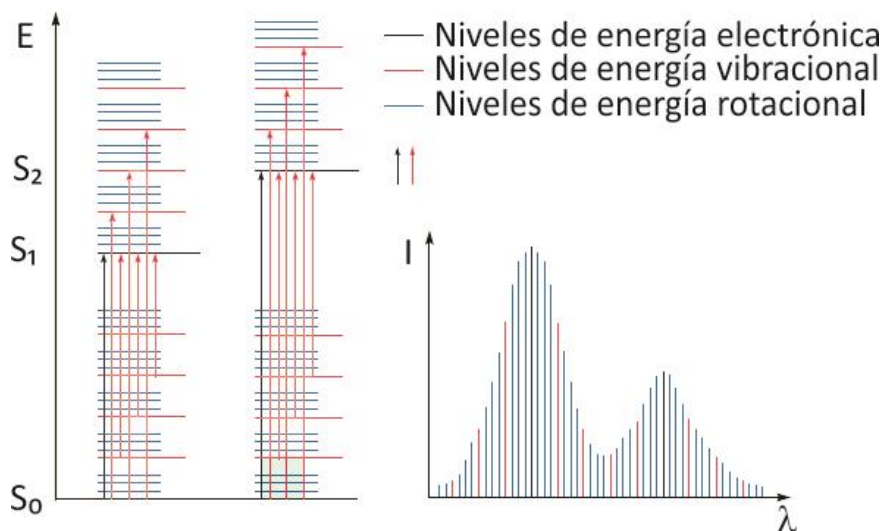 E
Niveles de energía electrónica
Niveles de energía vibracional
Niveles de energía rotacional
S₂
S₁
I
S₀
λ